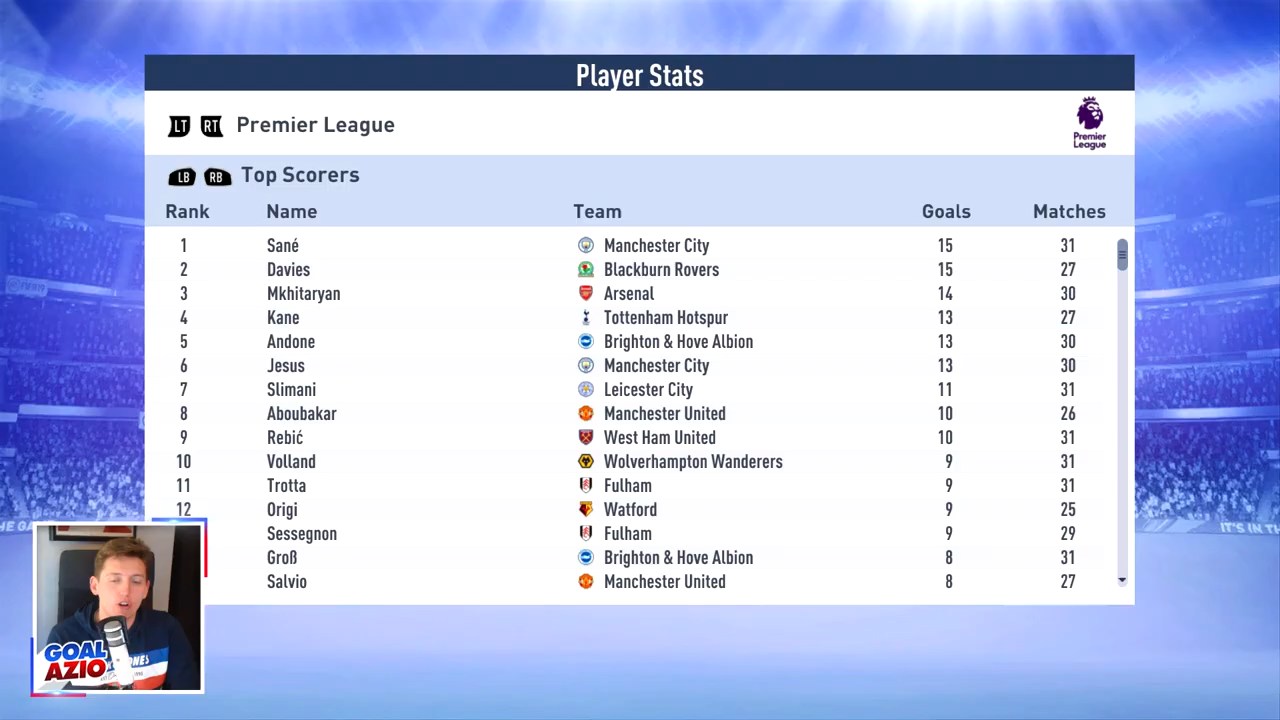 Player Stats
LT RT Premier League
Premier League
LB RB Top Scorers
Rank Name Team Goals Matches
1 Sané Manchester City 15 31
2 Davies Blackburn Rovers 15 27
3 Mkhitaryan Arsenal 14 30
4 Kane Tottenham Hotspur 13 27
5 Andone Brighton & Hove Albion 13 30
6 Jesus Manchester City 13 30
7 Slimani Leicester City 11 31
8 Aboubakar Manchester United 10 26
9 Rebić West Ham United 10 31
10 Volland Wolverhampton Wanderers 9 31
11 Trotta Fulham 9 31
12 Origi Watford 9 25
Sessegnon Fulham 9 29
Groß Brighton & Hove Albion 8 31
Salvio Manchester United 8 27
GOAL
AZIO